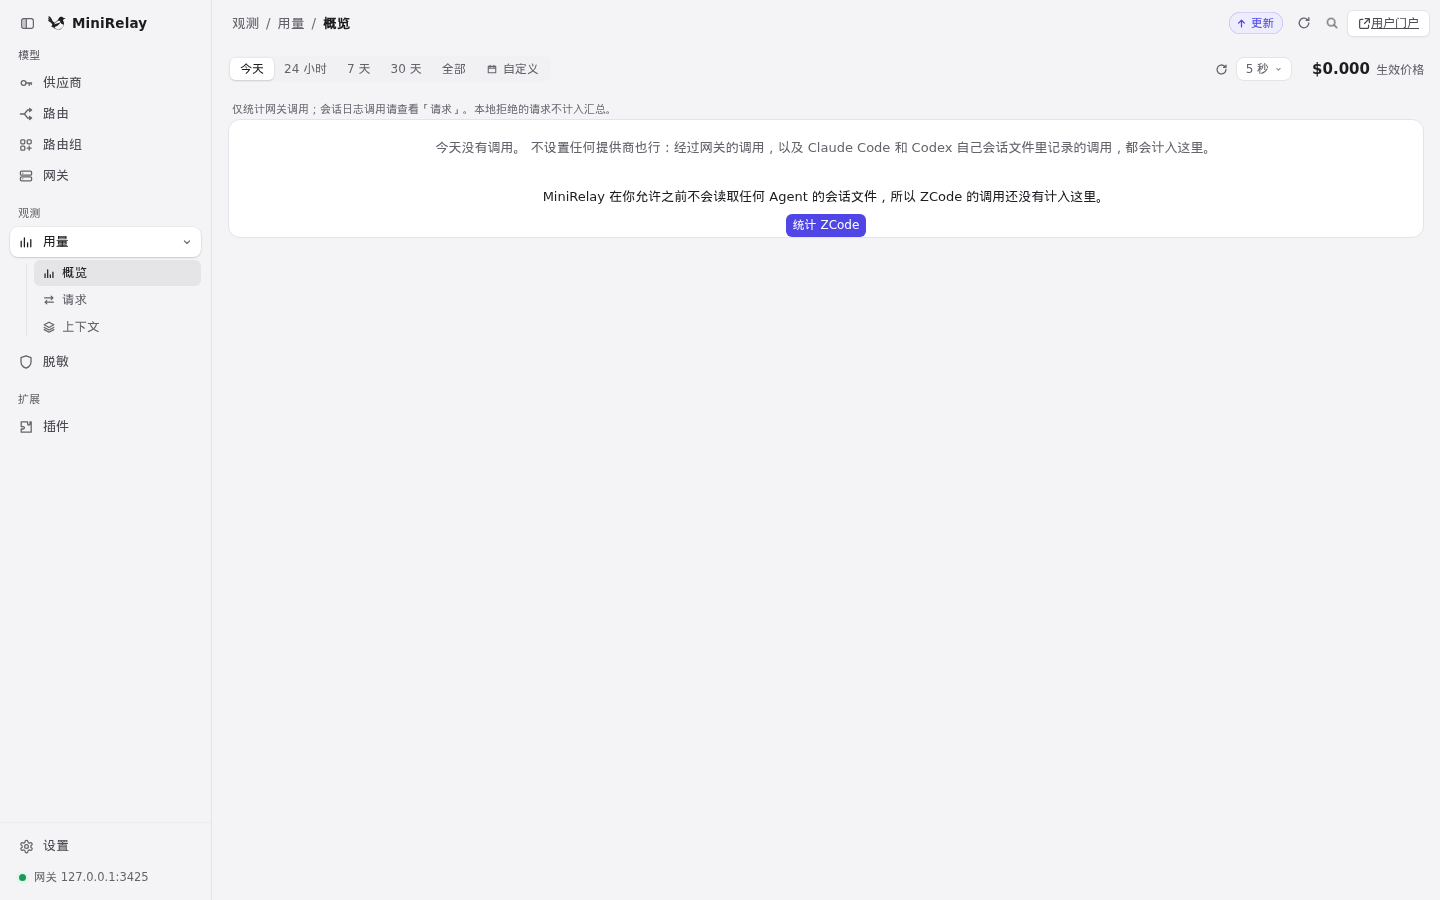 MiniRelay
模型
供应商
路由
路由组
网关
观测
用量
概览
请求
上下文
脱敏
扩展
插件
设置
网关 127.0.0.1:3425
观测 / 用量 / 概览
更新
用户门户
今天 24 小时 7 天 30 天 全部 自定义
5 秒
$0.000 生效价格
仅统计网关调用；会话日志调用请查看「请求」。本地拒绝的请求不计入汇总。
今天没有调用。 不设置任何提供商也行：经过网关的调用，以及 Claude Code 和 Codex 自己会话文件里记录的调用，都会计入这里。
MiniRelay 在你允许之前不会读取任何 Agent 的会话文件，所以 ZCode 的调用还没有计入这里。
统计 ZCode